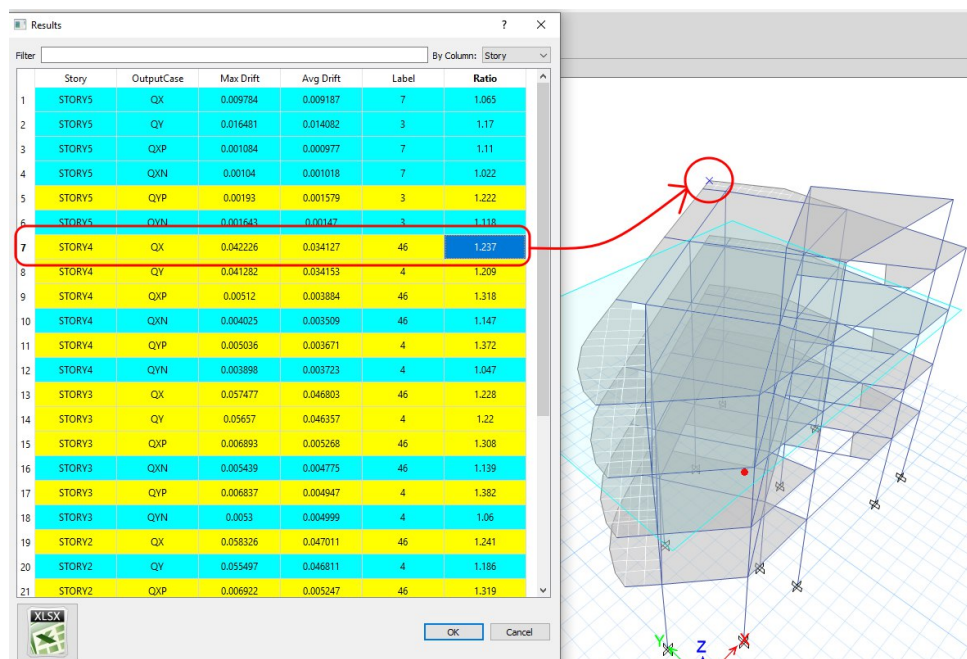 Results ? ×
Filter By Column: Story
Story OutputCase Max Drift Avg Drift Label Ratio
1 STORY5 QX 0.009784 0.009187 7 1.065
2 STORY5 QY 0.016481 0.014082 3 1.17
3 STORY5 QXP 0.001084 0.000977 7 1.11
4 STORY5 QXN 0.00104 0.001018 7 1.022
5 STORY5 QYP 0.00193 0.001579 3 1.222
6 STORY5 QYN 0.001643 0.00147 3 1.118
7 STORY4 QX 0.042226 0.034127 46 1.237
8 STORY4 QY 0.041282 0.034153 4 1.209
9 STORY4 QXP 0.00512 0.003884 46 1.318
10 STORY4 QXN 0.004025 0.003509 46 1.147
11 STORY4 QYP 0.005036 0.003671 4 1.372
12 STORY4 QYN 0.003898 0.003723 4 1.047
13 STORY3 QX 0.057477 0.046803 46 1.228
14 STORY3 QY 0.05657 0.046357 4 1.22
15 STORY3 QXP 0.006893 0.005268 46 1.308
16 STORY3 QXN 0.005439 0.004775 46 1.139
17 STORY3 QYP 0.006837 0.004947 4 1.382
18 STORY3 QYN 0.0053 0.004999 4 1.06
19 STORY2 QX 0.058326 0.047011 46 1.241
20 STORY2 QY 0.055497 0.046811 4 1.186
21 STORY2 QXP 0.006922 0.005247 46 1.319
XLSX
OK Cancel
Y Z X